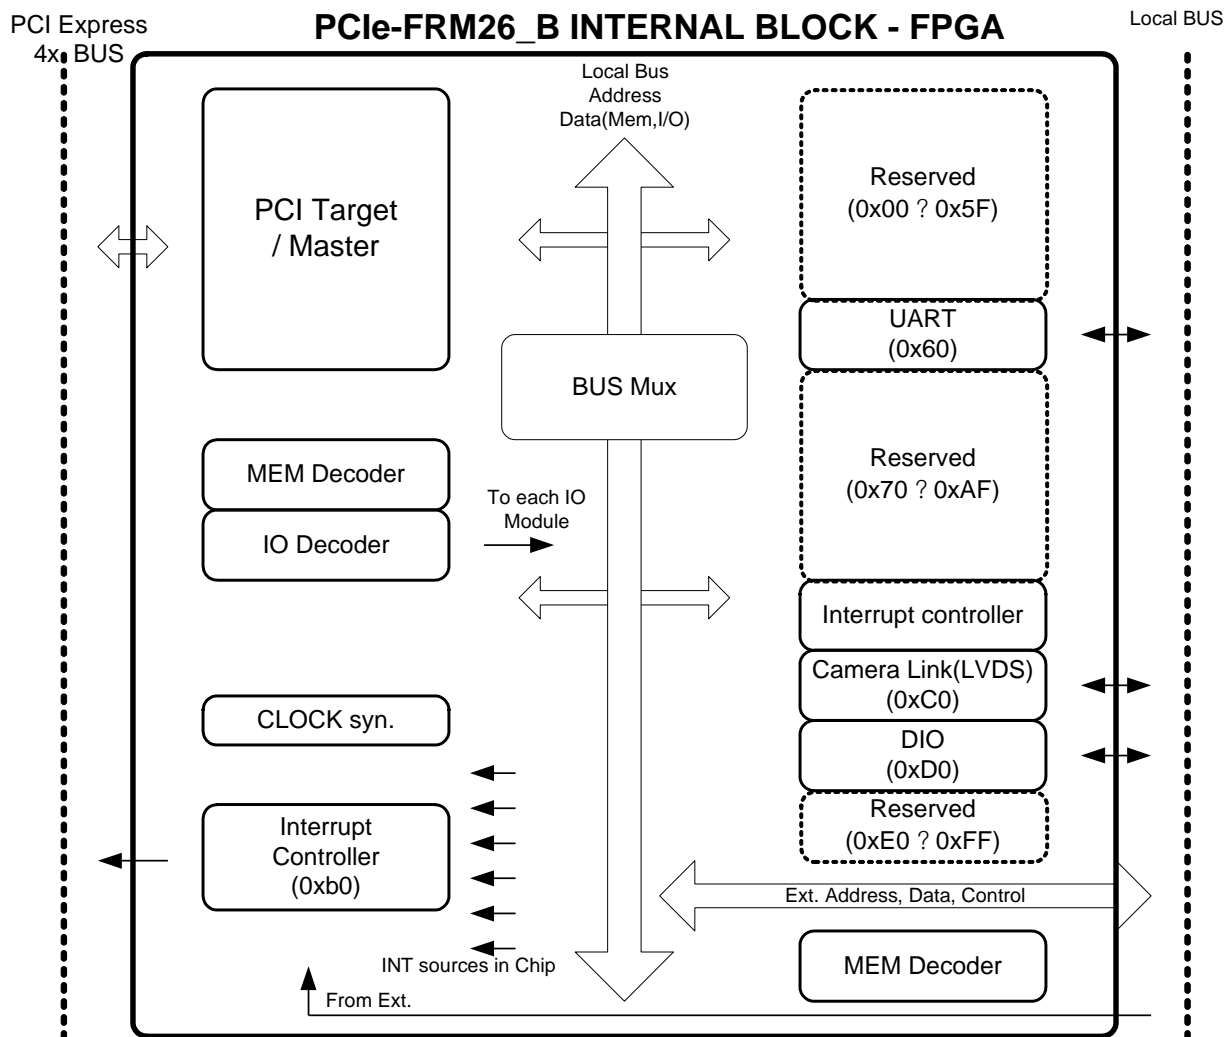 PCI Express
4x  BUS
PCIe-FRM26_B INTERNAL BLOCK - FPGA
Local BUS
Local Bus
Address
Data(Mem,I/O)
PCI Target
/ Master
Reserved
(0x00 ? 0x5F)
UART
(0x60)
BUS Mux
Reserved
(0x70 ? 0xAF)
MEM Decoder
IO Decoder
To each IO
Module
Interrupt controller
Camera Link(LVDS)
(0xC0)
CLOCK syn.
DIO
(0xD0)
Reserved
(0xE0 ? 0xFF)
Interrupt
Controller
(0xb0)
Ext. Address, Data, Control
INT sources in Chip
MEM Decoder
From Ext.